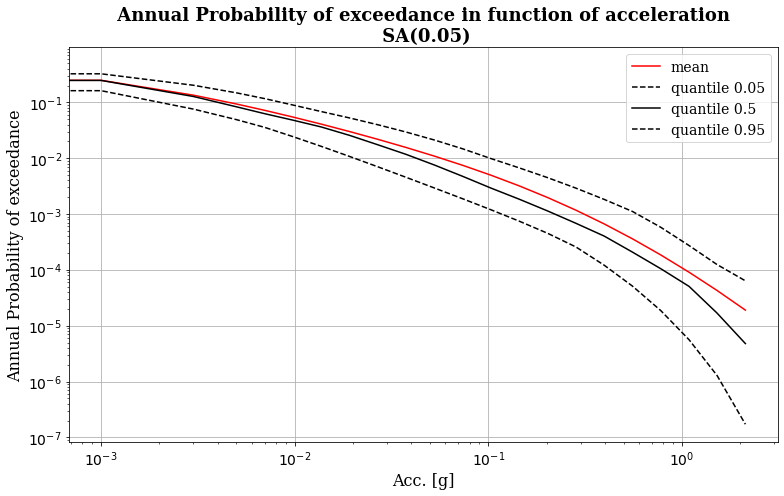 Annual Probability of exceedance in function of acceleration
SA(0.05)
mean
quantile 0.05
quantile 0.5
quantile 0.95
Annual Probability of exceedance
10⁻¹
10⁻²
10⁻³
10⁻⁴
10⁻⁵
10⁻⁶
10⁻⁷
10⁻³ 10⁻² 10⁻¹ 10⁰
Acc. [g]